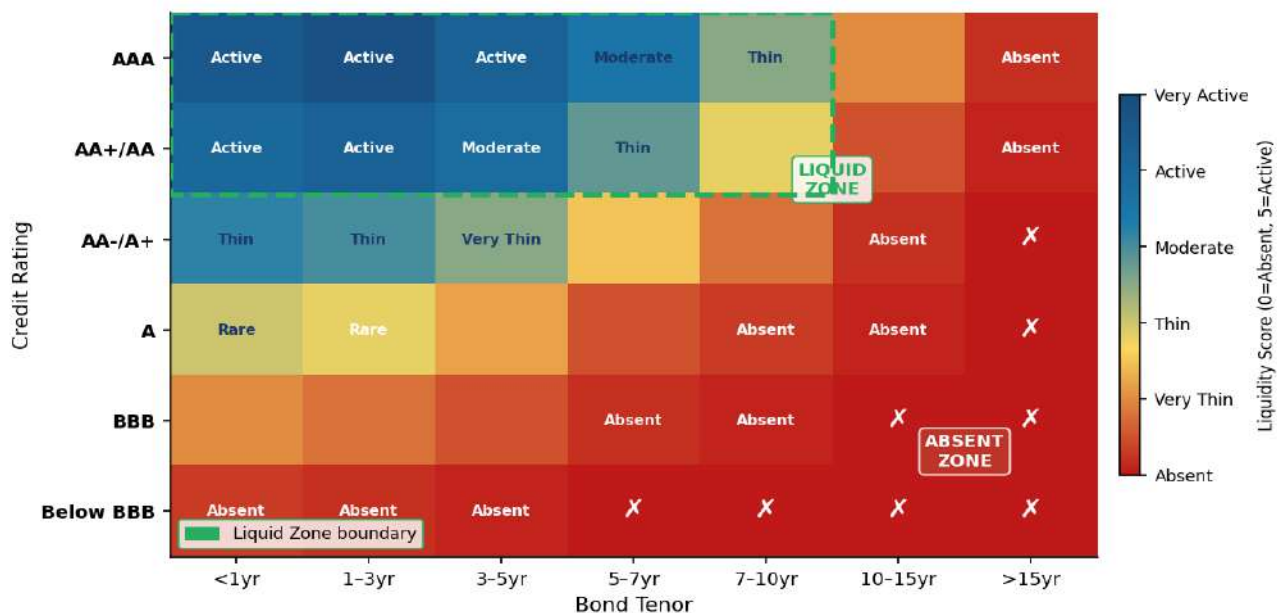 AAA Active Active Active Moderate Thin Absent
AA+/AA Active Active Moderate Thin Absent
LIQUID
ZONE
AA-/A+ Thin Thin Very Thin Absent ✗
A Rare Rare Absent Absent ✗
BBB Absent Absent ✗ ✗
ABSENT
ZONE
Below BBB Absent Absent Absent ✗ ✗ ✗ ✗
Liquid Zone boundary
<1yr 1–3yr 3–5yr 5–7yr 7–10yr 10–15yr >15yr
Bond Tenor
Credit Rating
Very Active
Active
Moderate
Thin
Very Thin
Absent
Liquidity Score (0=Absent, 5=Active)